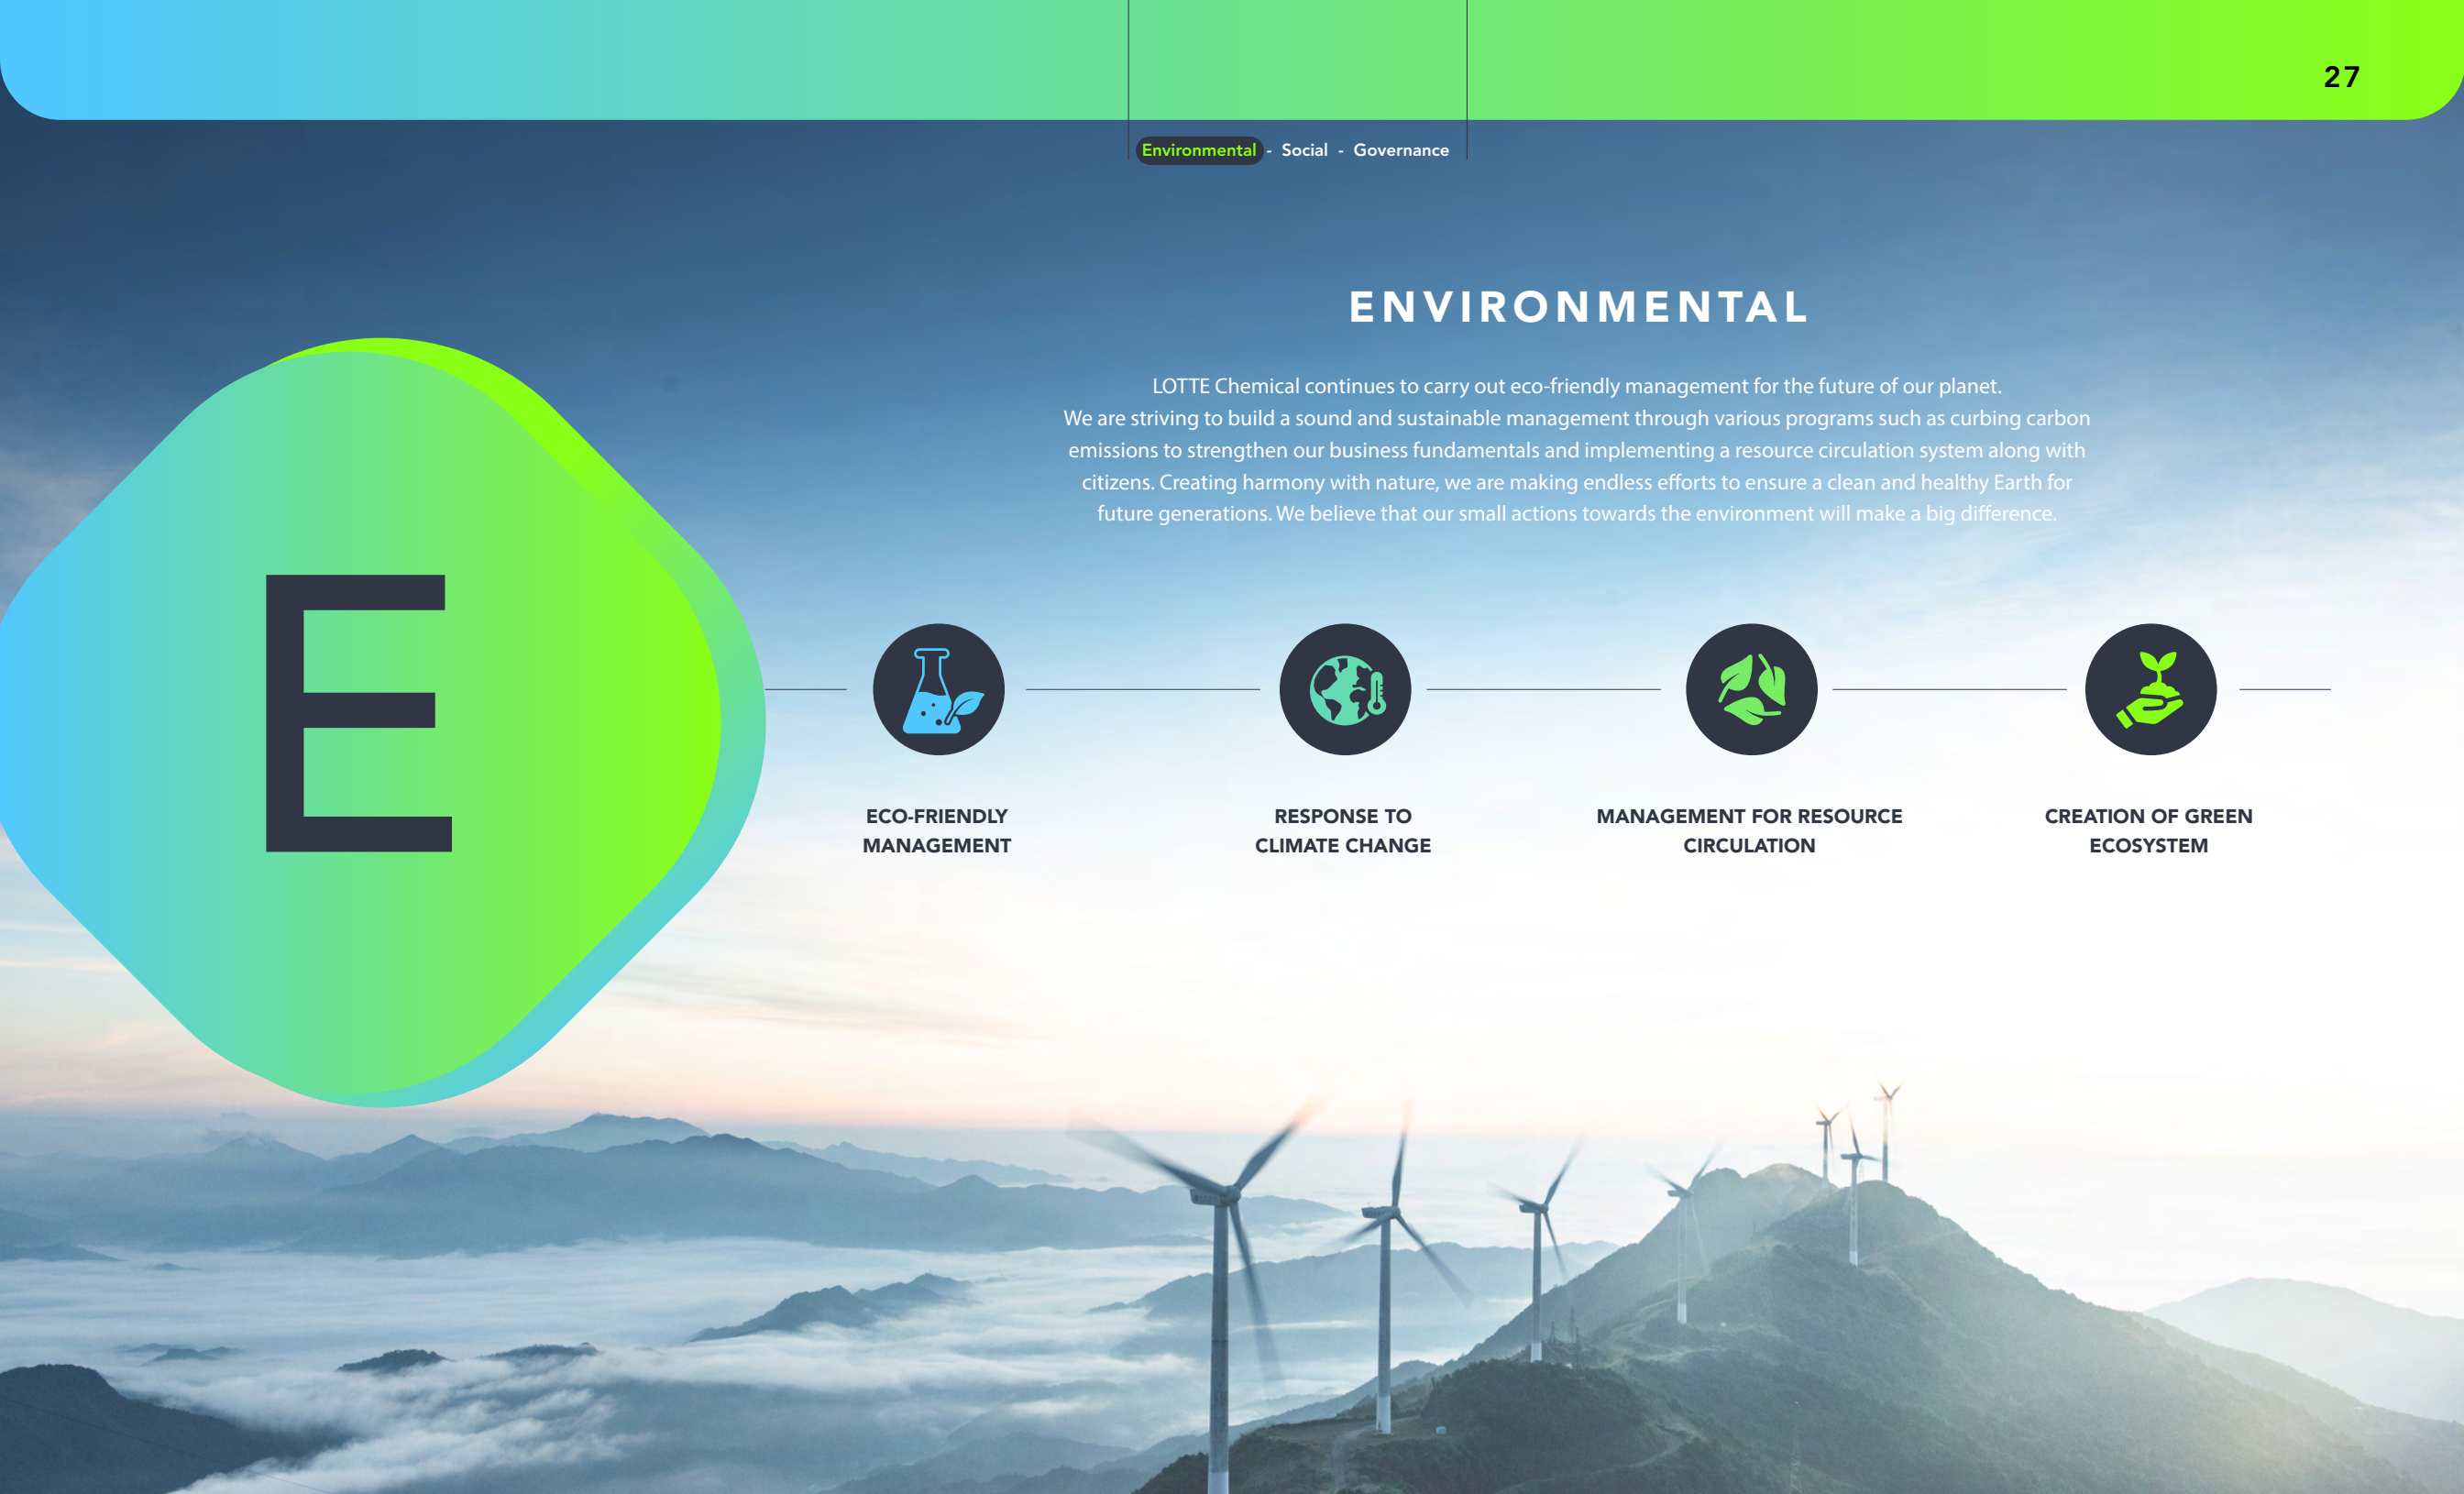 27
Environmental - Social - Governance
ENVIRONMENTAL
LOTTE Chemical continues to carry out eco-friendly management for the future of our planet.
We are striving to build a sound and sustainable management through various programs such as curbing carbon
emissions to strengthen our business fundamentals and implementing a resource circulation system along with
citizens. Creating harmony with nature, we are making endless efforts to ensure a clean and healthy Earth for
future generations. We believe that our small actions towards the environment will make a big difference.
E
ECO-FRIENDLY
MANAGEMENT
RESPONSE TO
CLIMATE CHANGE
MANAGEMENT FOR RESOURCE
CIRCULATION
CREATION OF GREEN
ECOSYSTEM